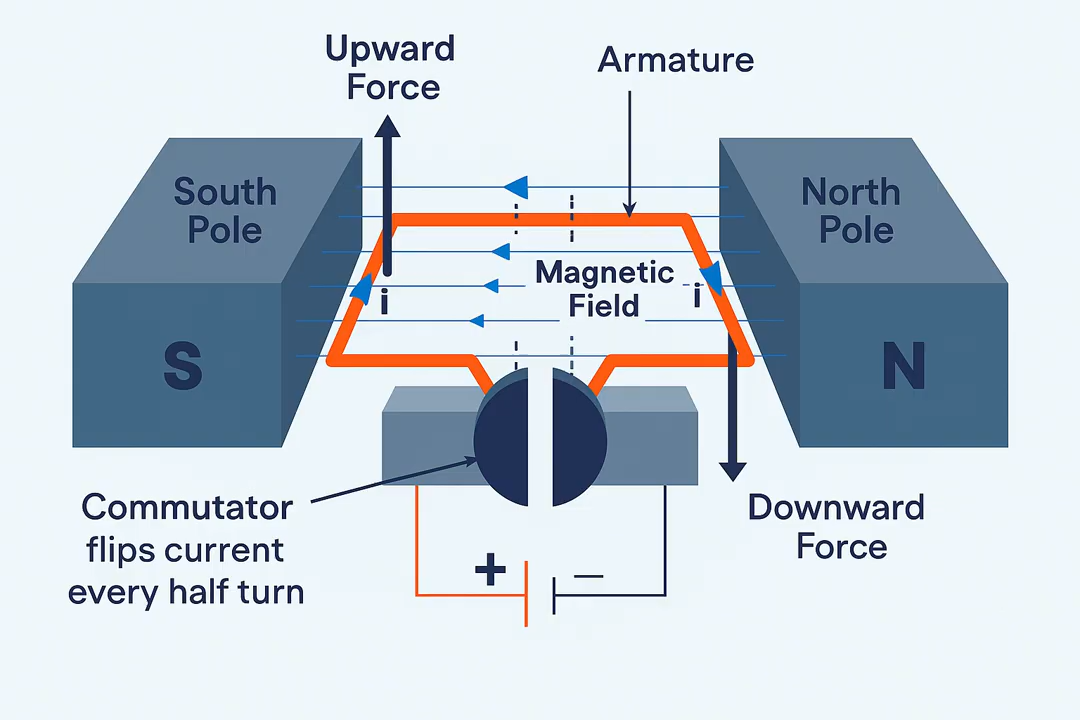 Upward
Force
Armature
South
Pole
North
Pole
Magnetic
Field
i
i
S
N
Commutator
flips current
every half turn
Downward
Force
+
−